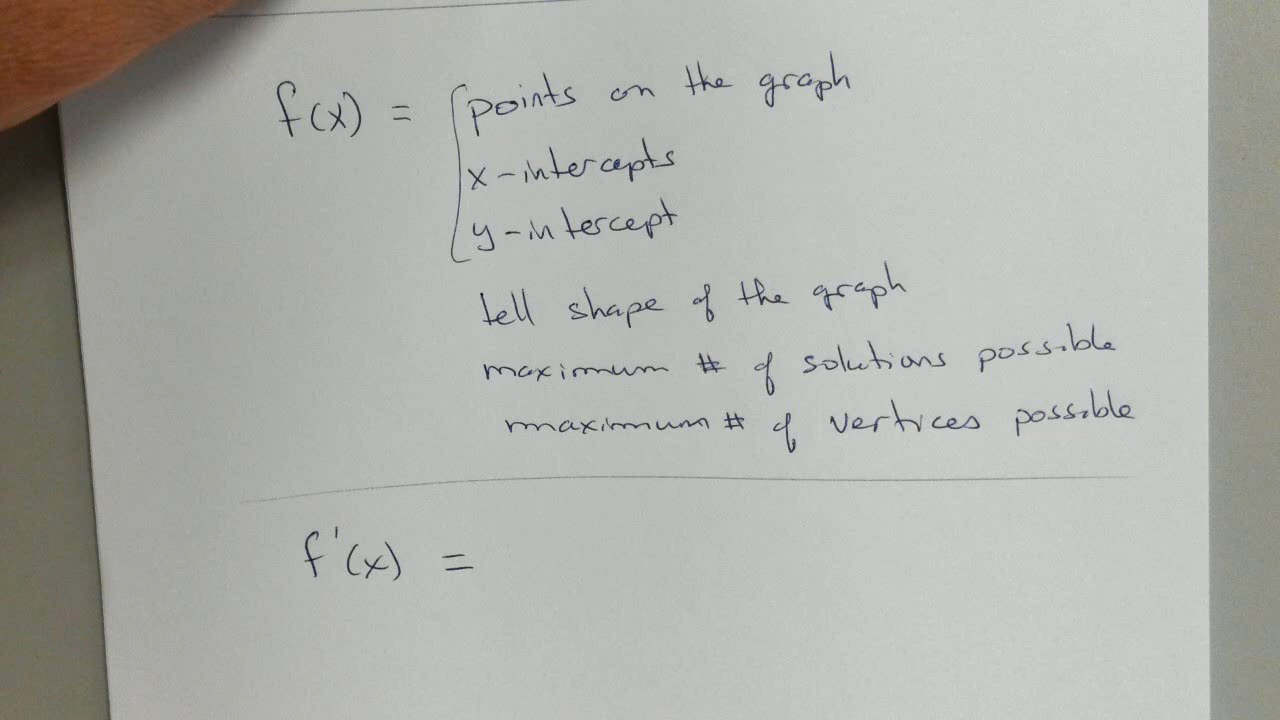 f(x) = { points on the graph
x-intercepts
y-intercept
tell shape of the graph
maximum # of solutions possible
maximum # of vertices possible
f'(x) =